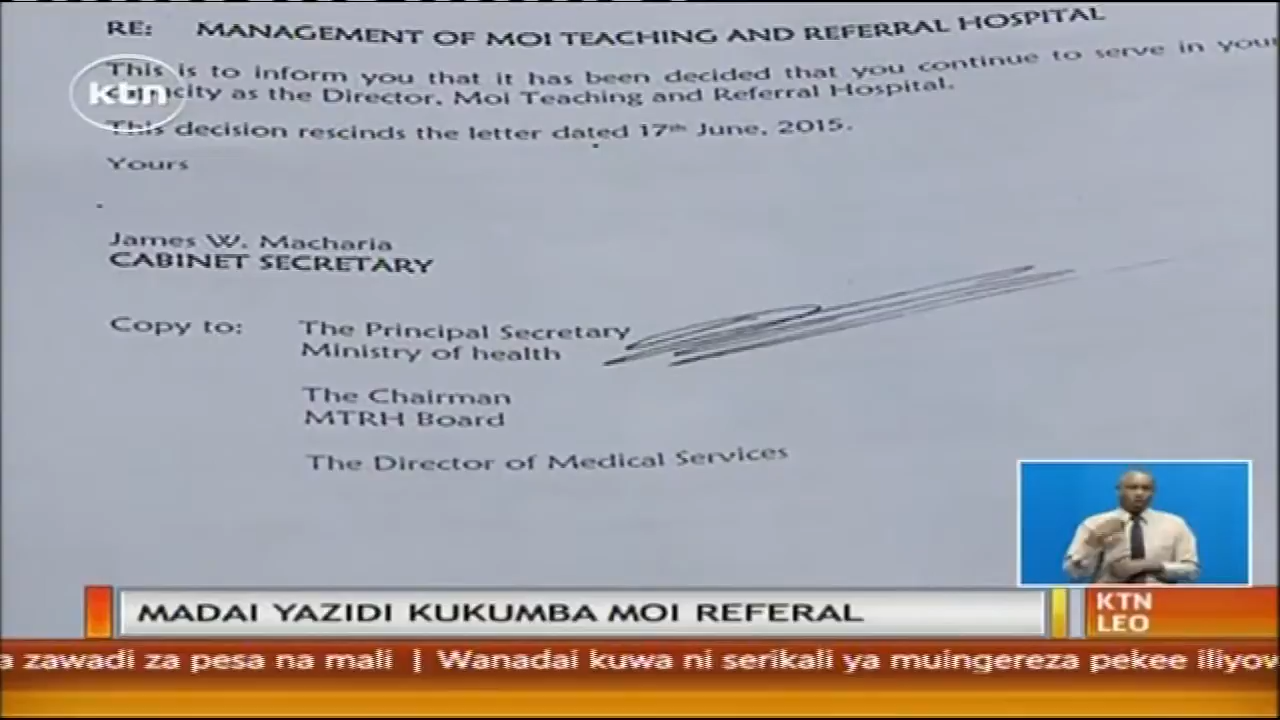 RE: MANAGEMENT OF MOI TEACHING AND REFERRAL HOSPITAL
This is to inform you that it has been decided that you continue to serve in your
capacity as the Director, Moi Teaching and Referral Hospital.
This decision rescinds the letter dated 17th June, 2015.
Yours
James W. Macharia
CABINET SECRETARY
Copy to: The Principal Secretary
Ministry of health
The Chairman
MTRH Board
The Director of Medical Services
ktn
MADAI YAZIDI KUKUMBA MOI REFERAL
KTN
LEO
a zawadi za pesa na mali | Wanadai kuwa ni serikali ya muingereza pekee